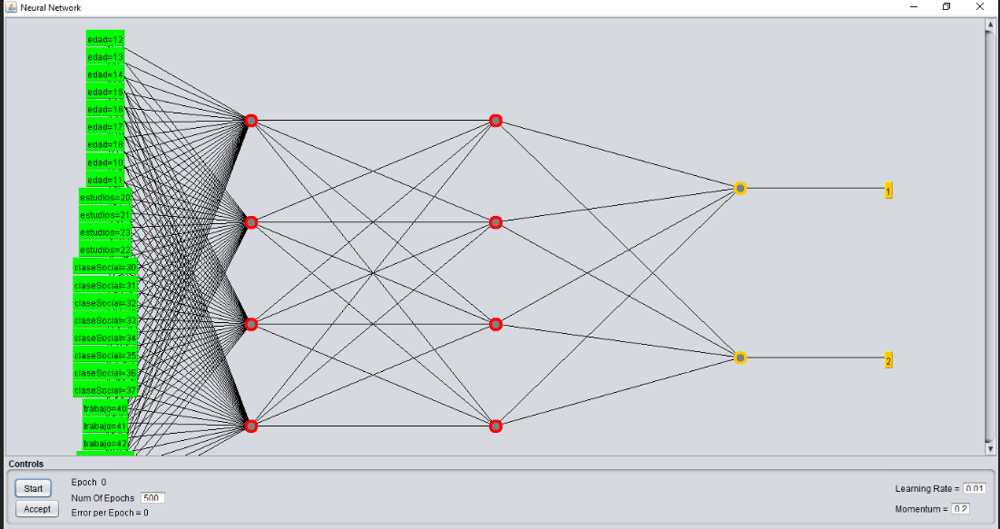 Neural Network
edad=12
edad=13
edad=14
edad=15
edad=16
edad=17
edad=18
edad=10
edad=11
estudios=20
estudios=21
estudios=23
estudios=22
claseSocial=30
claseSocial=31
claseSocial=32
claseSocial=33
claseSocial=34
claseSocial=35
claseSocial=36
claseSocial=37
trabajo=40
trabajo=41
trabajo=42
1
2
Controls
Start
Accept
Epoch 0
Num Of Epochs 500
Error per Epoch = 0
Learning Rate = 0.01
Momentum = 0.2